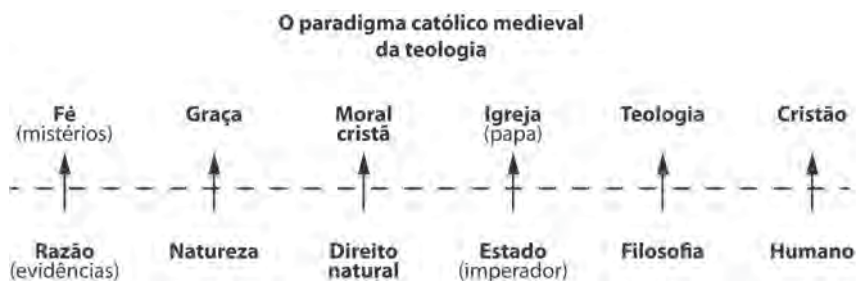 O paradigma católico medieval
da teologia
Fé Graça Moral Igreja Teologia Cristão
(mistérios) cristã (papa)
Razão Natureza Direito Estado Filosofia Humano
(evidências) natural (imperador)